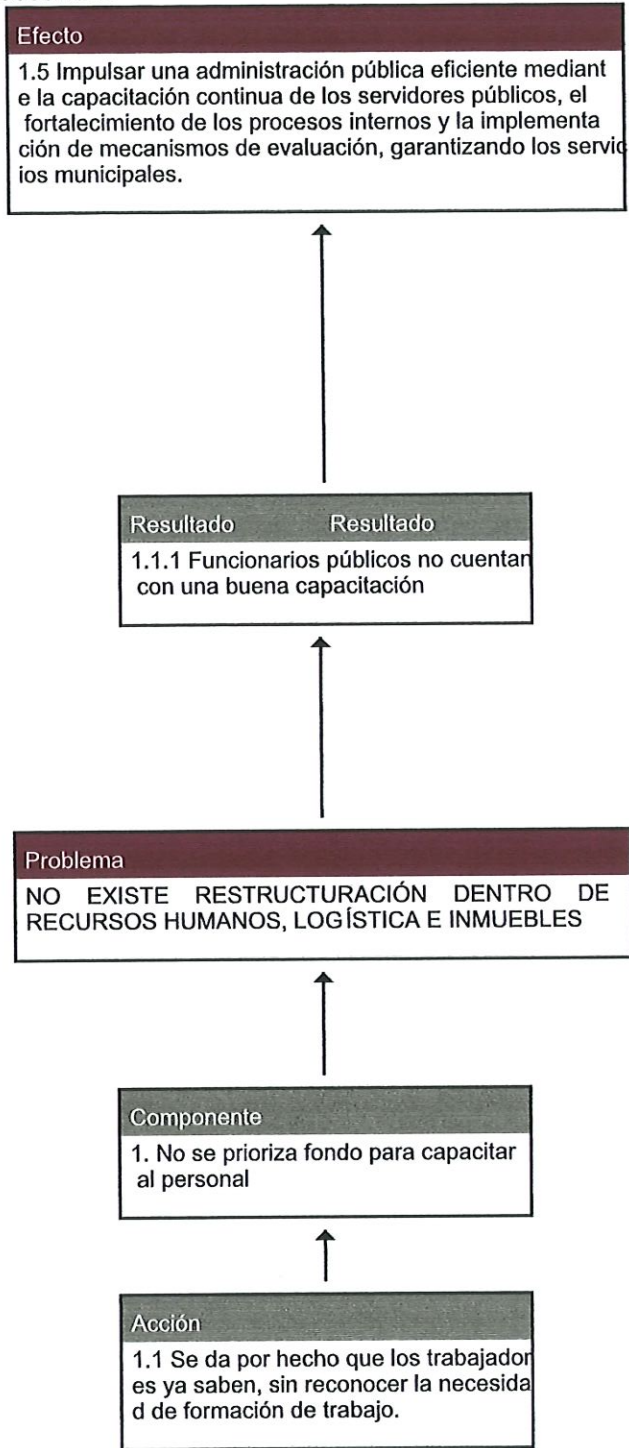 Efecto
1.5 Impulsar una administración pública eficiente mediant
e la capacitación continua de los servidores públicos, el
fortalecimiento de los procesos internos y la implementa
ción de mecanismos de evaluación, garantizando los servic
ios municipales.
Resultado Resultado
1.1.1 Funcionarios públicos no cuentan
con una buena capacitación
Problema
NO EXISTE RESTRUCTURACIÓN DENTRO DE
RECURSOS HUMANOS, LOGÍSTICA E INMUEBLES
Componente
1. No se prioriza fondo para capacitar
al personal
Acción
1.1 Se da por hecho que los trabajador
es ya saben, sin reconocer la necesida
d de formación de trabajo.